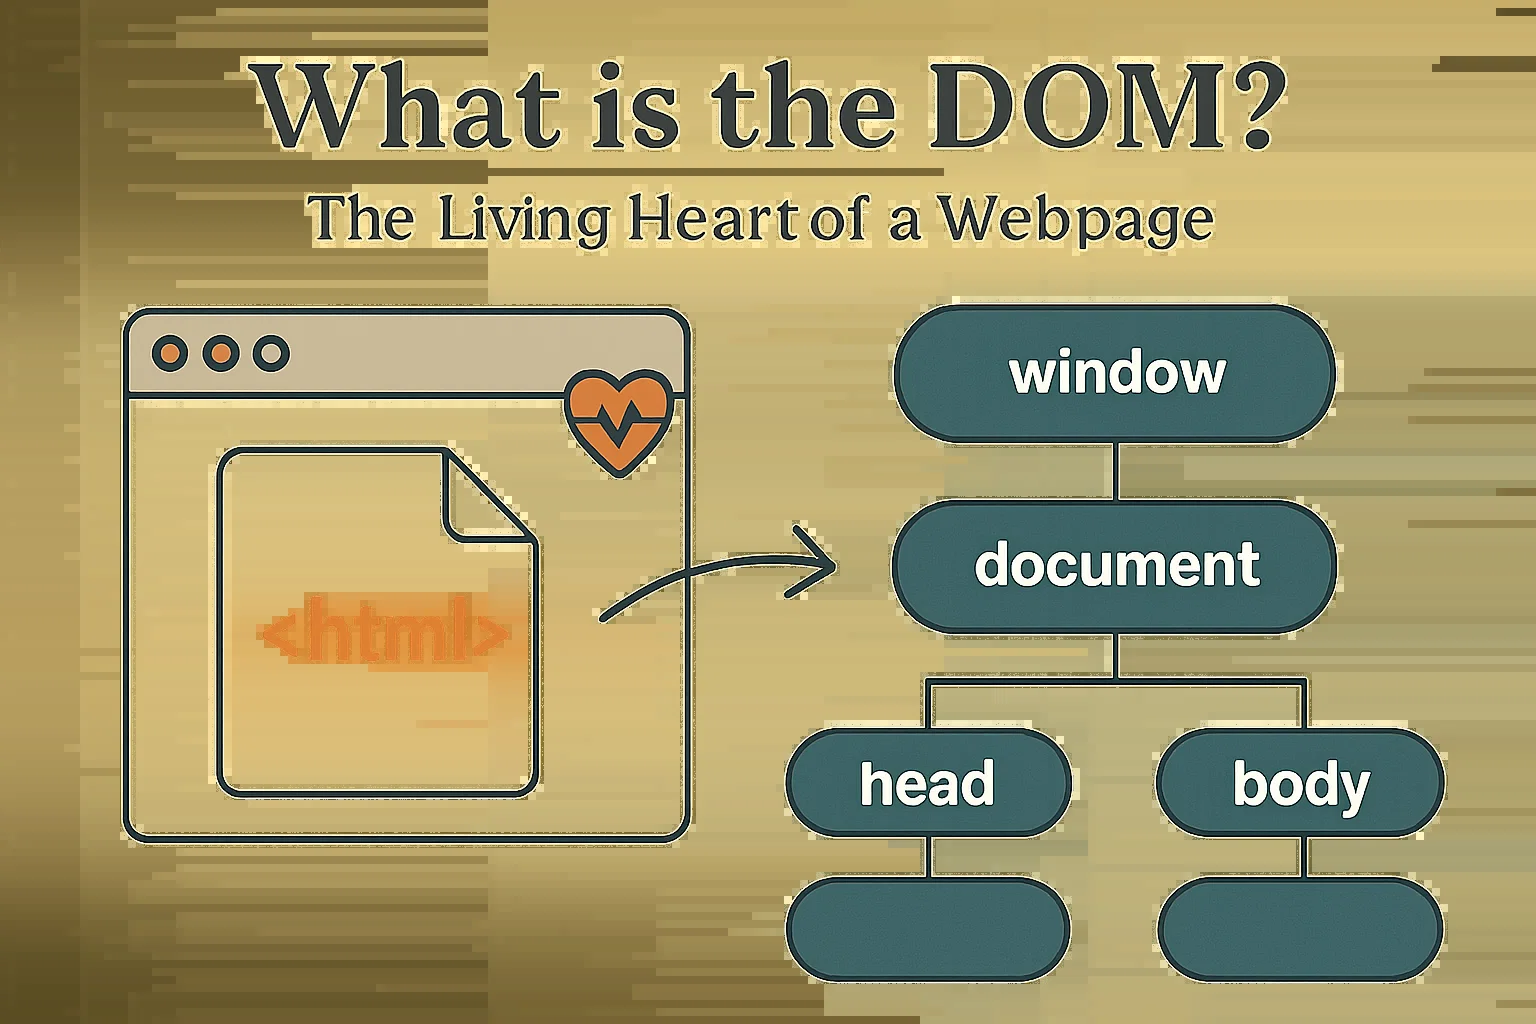 What is the DOM?
The Living Heart of a Webpage
<html>
window
document
head
body